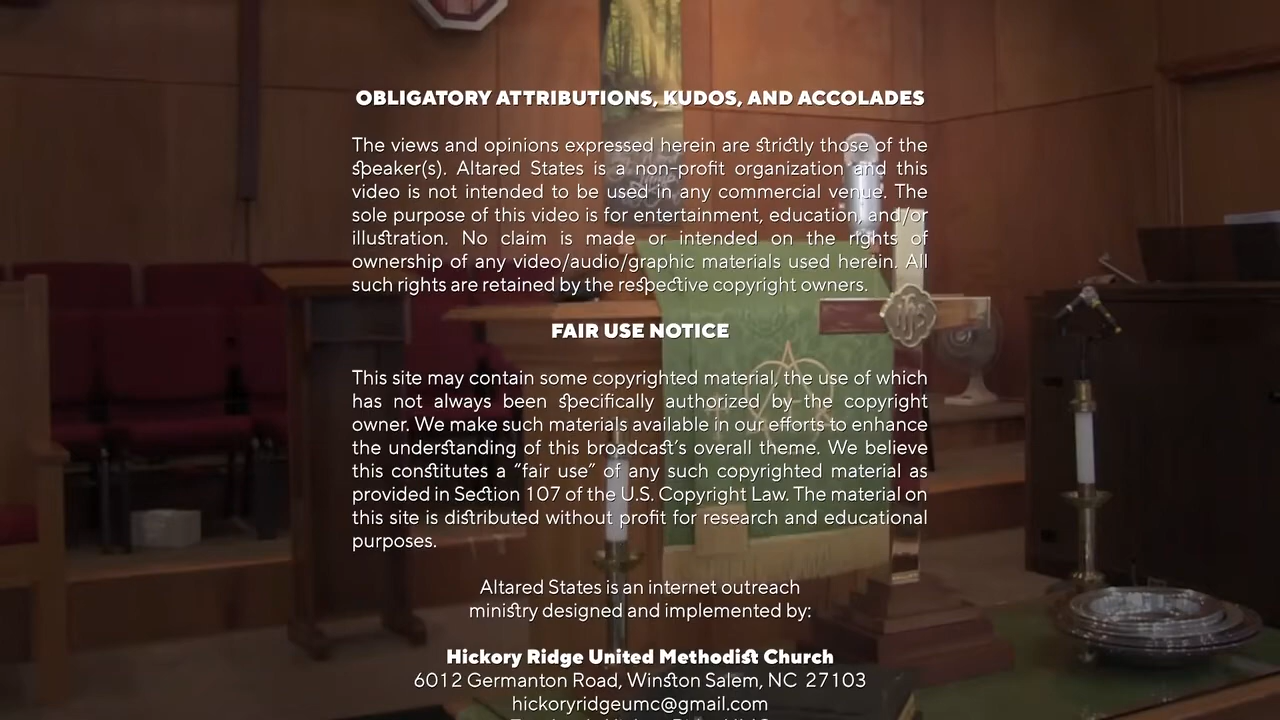 OBLIGATORY ATTRIBUTIONS, KUDOS, AND ACCOLADES
The views and opinions expressed herein are strictly those of the
speaker(s). Altared States is a non-profit organization and this
video is not intended to be used in any commercial venue. The
sole purpose of this video is for entertainment, education, and/or
illustration. No claim is made or intended on the rights of
ownership of any video/audio/graphic materials used herein. All
such rights are retained by the respective copyright owners.
FAIR USE NOTICE
This site may contain some copyrighted material, the use of which
has not always been specifically authorized by the copyright
owner. We make such materials available in our efforts to enhance
the understanding of this broadcast's overall theme. We believe
this constitutes a "fair use" of any such copyrighted material as
provided in Section 107 of the U.S. Copyright Law. The material on
this site is distributed without profit for research and educational
purposes.
Altared States is an internet outreach
ministry designed and implemented by:
Hickory Ridge United Methodist Church
6012 Germanton Road, Winston Salem, NC 27103
hickoryridgeumc@gmail.com